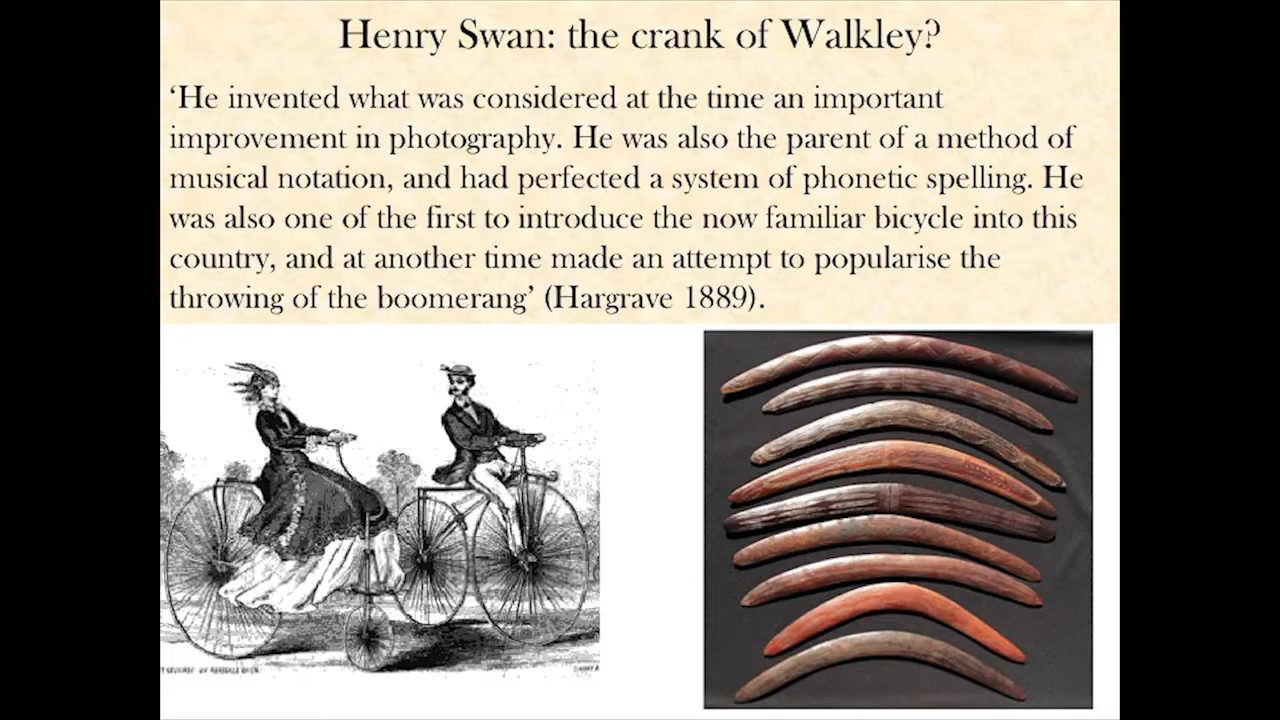 Henry Swan: the crank of Walkley?
‘He invented what was considered at the time an important
improvement in photography. He was also the parent of a method of
musical notation, and had perfected a system of phonetic spelling. He
was also one of the first to introduce the now familiar bicycle into this
country, and at another time made an attempt to popularise the
throwing of the boomerang’ (Hargrave 1889).